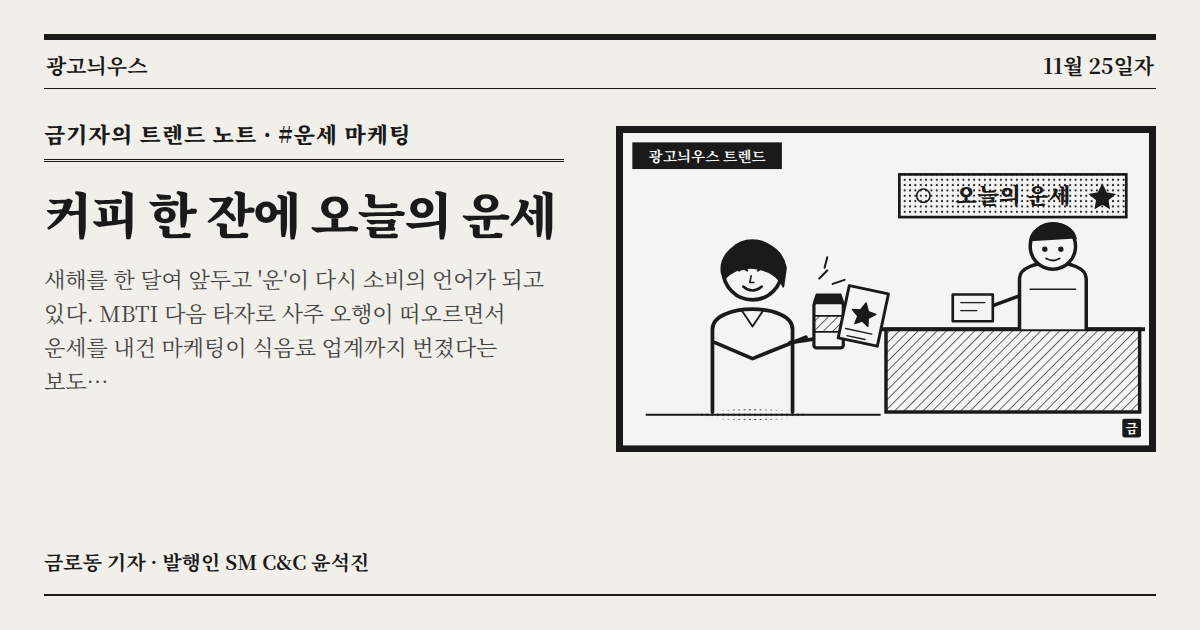 광고늬우스
11월 25일자
금기자의 트렌드 노트 · #운세 마케팅
커피 한 잔에 오늘의 운세
새해를 한 달여 앞두고 '운'이 다시 소비의 언어가 되고
있다. MBTI 다음 타자로 사주 오행이 떠오르면서
운세를 내건 마케팅이 식음료 업계까지 번졌다는
보도…
광고늬우스 트렌드
오늘의 운세
금
금로동 기자 · 발행인 SM C&C 윤석진